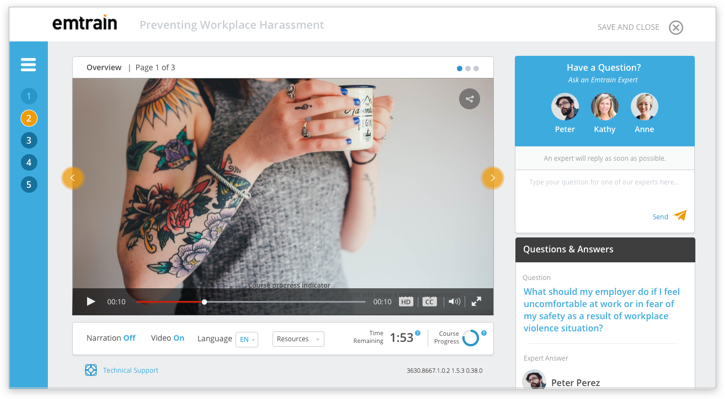 emtrain
Preventing Workplace Harassment
SAVE AND CLOSE
1
2
3
4
5
Overview | Page 1 of 3
Course progress indicator
00:10
00:10
HD
CC
Narration Off
Video On
Language
EN
Resources
Time
Remaining
1:53
?
Course
Progress
?
Technical Support
3630.8667.1.0.2 1.5.3 0.38.0
Have a Question?
Ask an Emtrain Expert
Peter
Kathy
Anne
An expert will reply as soon as possible.
Type your question for one of our experts here...
Send
Questions & Answers
Question
What should my employer do if I feel
uncomfortable at work or in fear of
my safety as a result of workplace
violence situation?
Expert Answer
Peter Perez